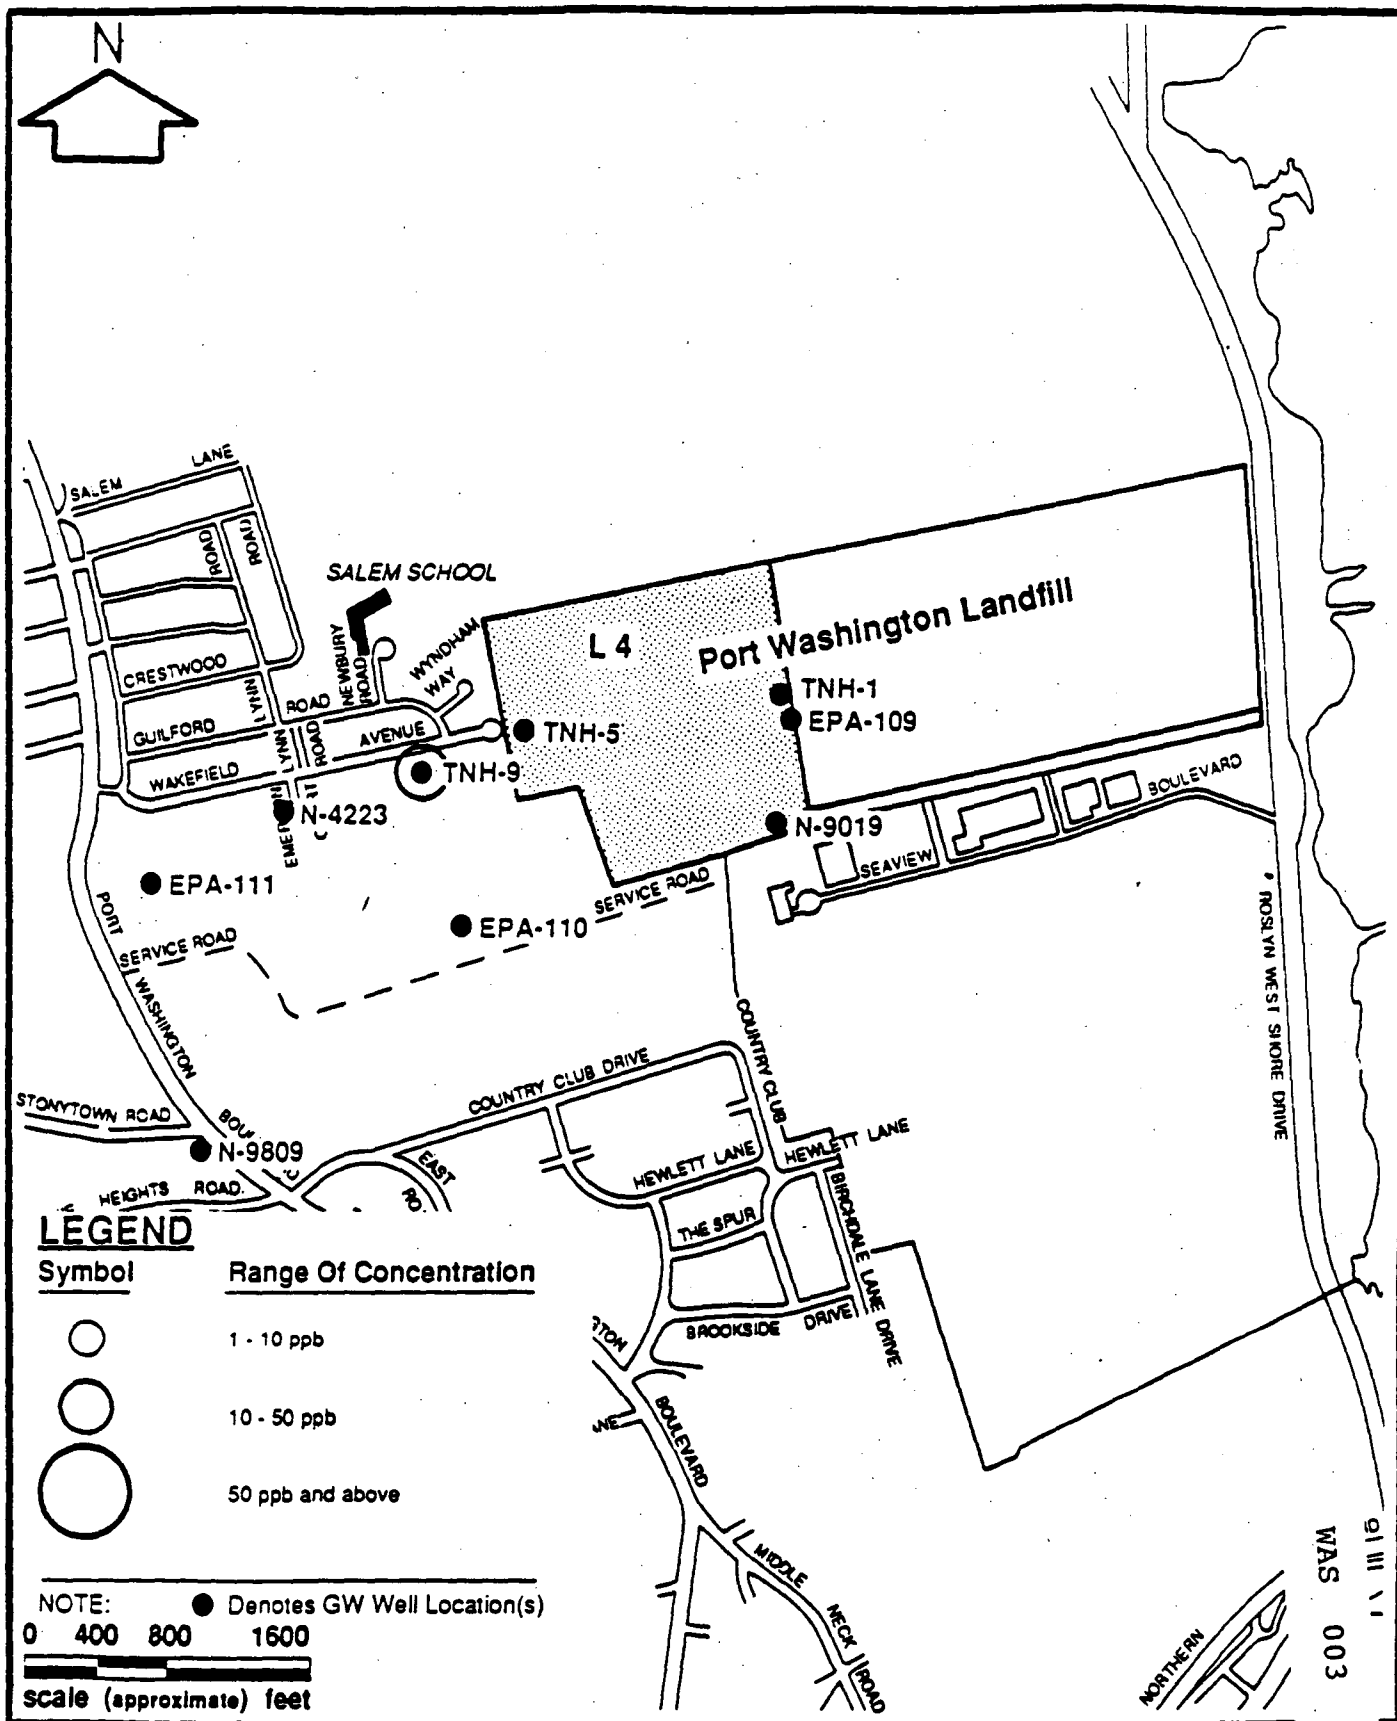 N
SALEM LANE
ROAD
ROAD
SALEM SCHOOL
CRESTWOOD
LYNN
GUILFORD ROAD
NEWBURY
ROAD
WYNDHAM
WAY
WAKEFIELD AVENUE
LYNN
ROAD
L 4
Port Washington Landfill
TNH-1
EPA-109
TNH-5
TNH-9
N-4223
N-9019
EPA-111
EPA-110
SEAVIEW BOULEVARD
SERVICE ROAD
SERVICE ROAD
PORT WASHINGTON
ROSLYN WEST SHORE DRIVE
COUNTRY CLUB
COUNTRY CLUB DRIVE
STONYTOWN ROAD
N-9809
HEIGHTS ROAD
EAST
HEWLETT LANE
HEWLETT LANE
THE SPUR
BIRCHDALE LANE DRIVE
BROOKSIDE DRIVE
BOULEVARD
MIDDLE NECK ROAD
NORTHERN
LEGEND
Symbol Range Of Concentration
1 - 10 ppb
10 - 50 ppb
50 ppb and above
NOTE: Denotes GW Well Location(s)
0 400 800 1600
scale (approximate) feet
WAS 003